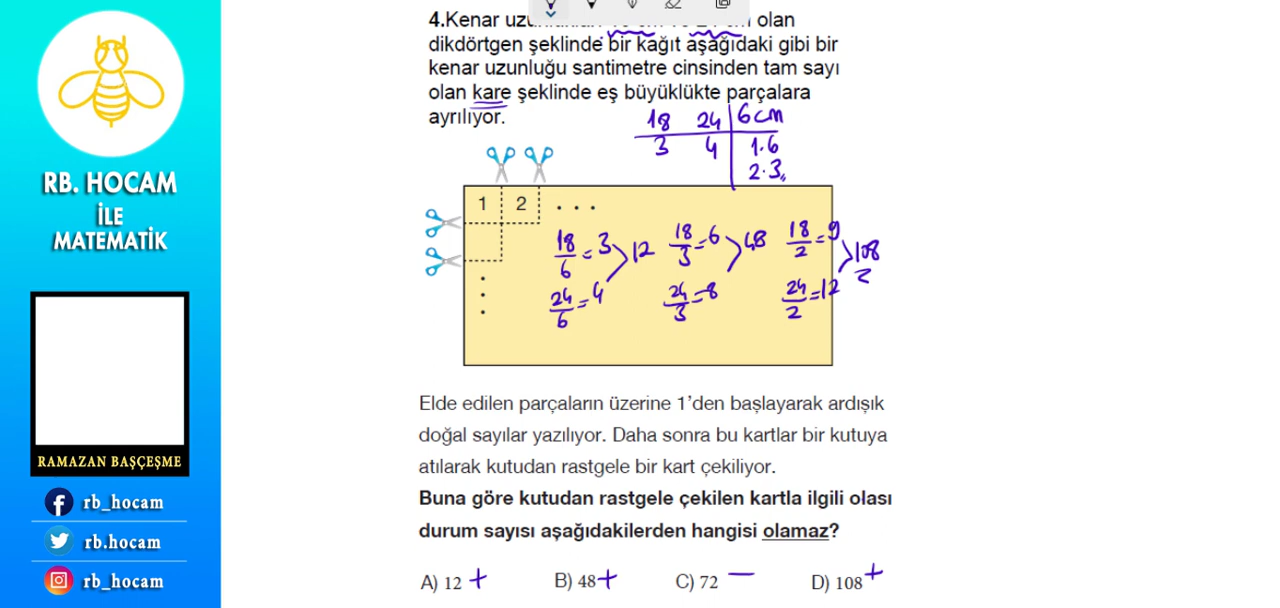 RB. HOCAM
İLE
MATEMATİK
RAMAZAN BAŞÇEŞME
rb_hocam
rb.hocam
rb_hocam
4.Kenar olan
dikdörtgen şeklinde bir kağıt aşağıdaki gibi bir
kenar uzunluğu santimetre cinsinden tam sayı
olan kare şeklinde eş büyüklükte parçalara
ayrılıyor.
18 24 | 6cm
3 4 | 1.6
2.3
1 2 ...
18/6 = 3 > 12 18/3 = 6 > 48 18/2 = 9 > 108
24/6 = 4 24/3 = 8 24/2 = 12
Elde edilen parçaların üzerine 1'den başlayarak ardışık
doğal sayılar yazılıyor. Daha sonra bu kartlar bir kutuya
atılarak kutudan rastgele bir kart çekiliyor.
Buna göre kutudan rastgele çekilen kartla ilgili olası
durum sayısı aşağıdakilerden hangisi olamaz?
A) 12 + B) 48 + C) 72 − D) 108 +